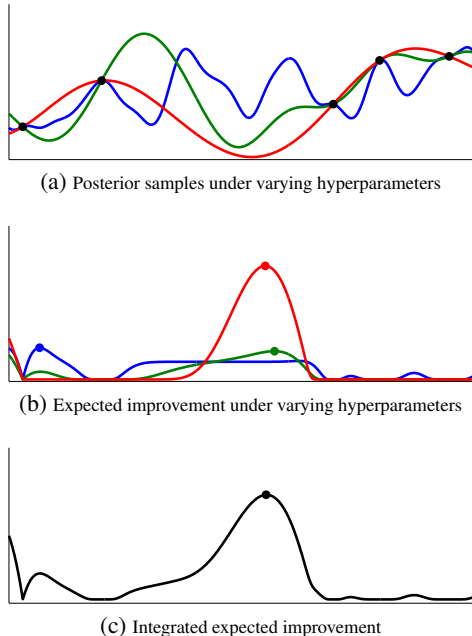 (a) Posterior samples under varying hyperparameters
(b) Expected improvement under varying hyperparameters
(c) Integrated expected improvement